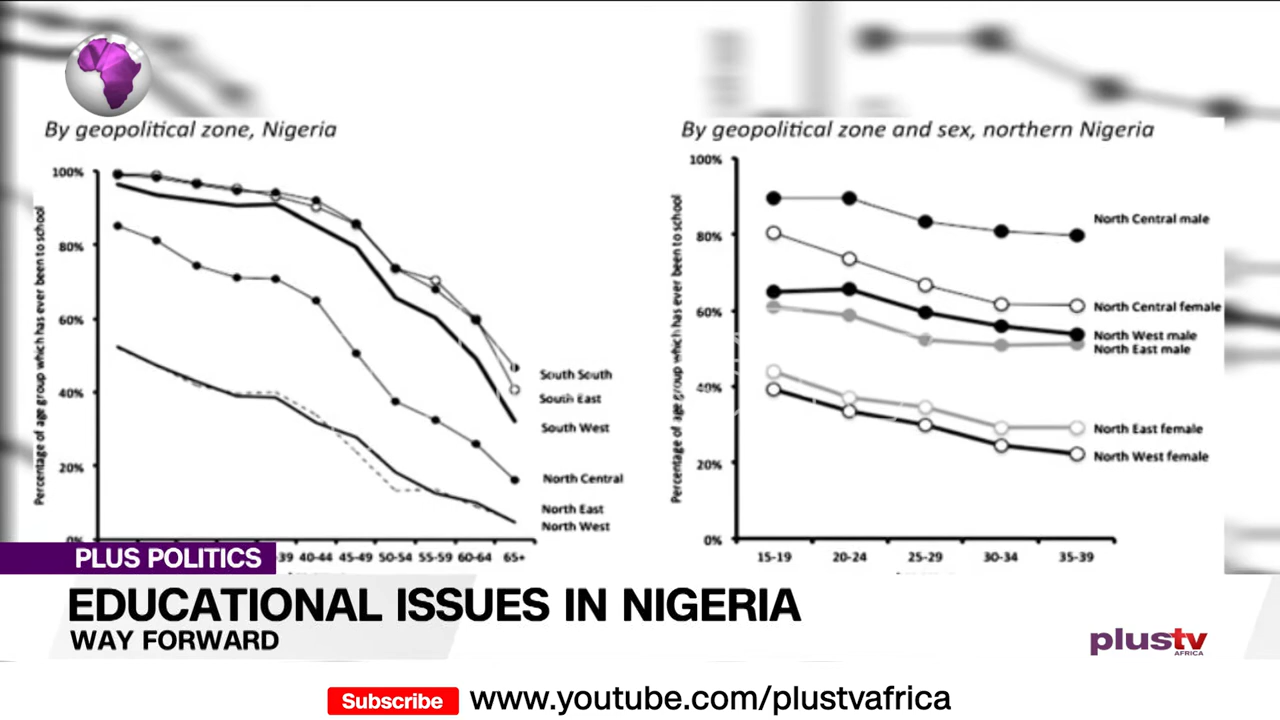 By geopolitical zone, Nigeria
Percentage of age group which has ever been to school
100%
80%
60%
40%
20%
0%
South South
South East
South West
North Central
North East
North West
-39 40-44 45-49 50-54 55-59 60-64 65+
By geopolitical zone and sex, northern Nigeria
Percentage of age group which has ever been to school
100%
80%
60%
40%
20%
0%
North Central male
North Central female
North West male
North East male
North East female
North West female
15-19 20-24 25-29 30-34 35-39
PLUS POLITICS
EDUCATIONAL ISSUES IN NIGERIA
WAY FORWARD
plustv
AFRICA
Subscribe www.youtube.com/plustvafrica